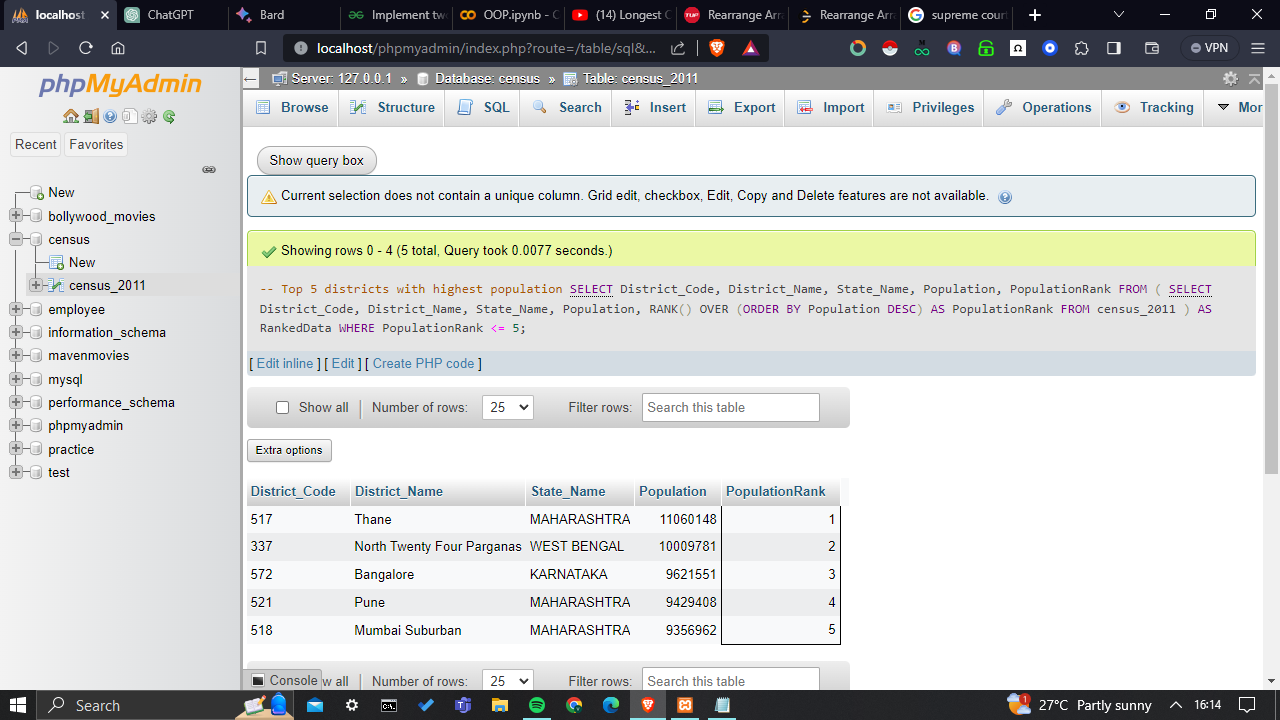 localhost
ChatGPT
Bard
Implement tw
OOP.ipynb - C
(14) Longest C
Rearrange Arra
Rearrange Arra
supreme cour
localhost/phpmyadmin/index.php?route=/table/sql&...
VPN
phpMyAdmin
Recent
Favorites
New
bollywood_movies
census
New
census_2011
employee
information_schema
mavenmovies
mysql
performance_schema
phpmyadmin
practice
test
Server: 127.0.0.1 » Database: census » Table: census_2011
Browse Structure SQL Search Insert Export Import Privileges Operations Tracking Mor
Show query box
Current selection does not contain a unique column. Grid edit, checkbox, Edit, Copy and Delete features are not available.
Showing rows 0 - 4 (5 total, Query took 0.0077 seconds.)
-- Top 5 districts with highest population SELECT District_Code, District_Name, State_Name, Population, PopulationRank FROM ( SELECT
District_Code, District_Name, State_Name, Population, RANK() OVER (ORDER BY Population DESC) AS PopulationRank FROM census_2011 ) AS
RankedData WHERE PopulationRank <= 5;
[ Edit inline ] [ Edit ] [ Create PHP code ]
Show all Number of rows: 25 Filter rows: Search this table
Extra options
District_Code District_Name State_Name Population PopulationRank
517 Thane MAHARASHTRA 11060148 1
337 North Twenty Four Parganas WEST BENGAL 10009781 2
572 Bangalore KARNATAKA 9621551 3
521 Pune MAHARASHTRA 9429408 4
518 Mumbai Suburban MAHARASHTRA 9356962 5
Console w all Number of rows: 25 Filter rows: Search this table
Search
27°C Partly sunny
16:14